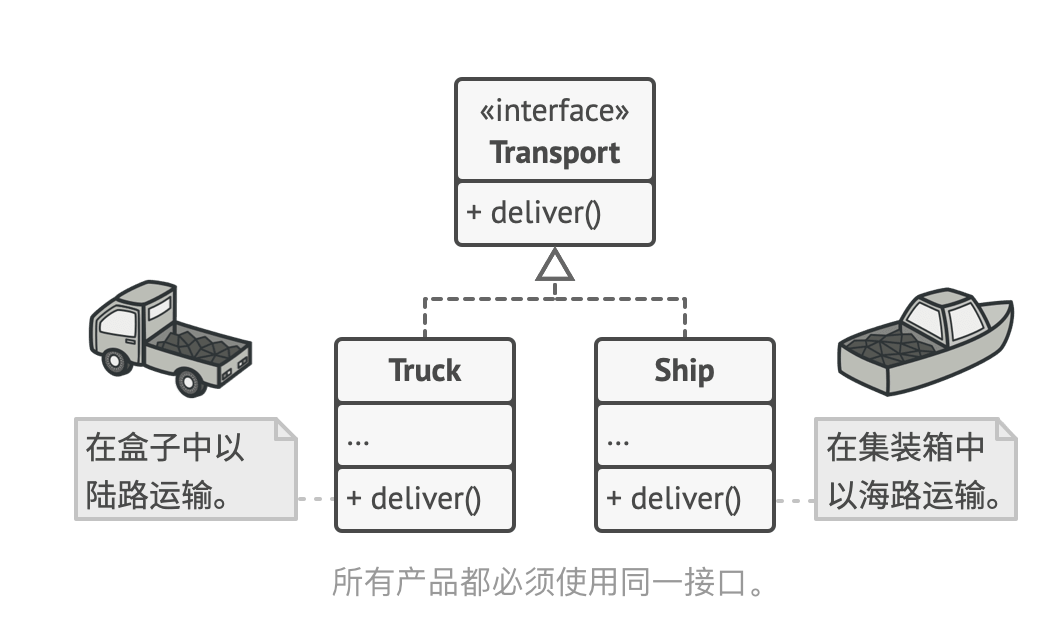 «interface»
Transport
+ deliver()
Truck
...
+ deliver()
Ship
...
+ deliver()
在盒子中以
陆路运输。
在集装箱中
以海路运输。
所有产品都必须使用同一接口。